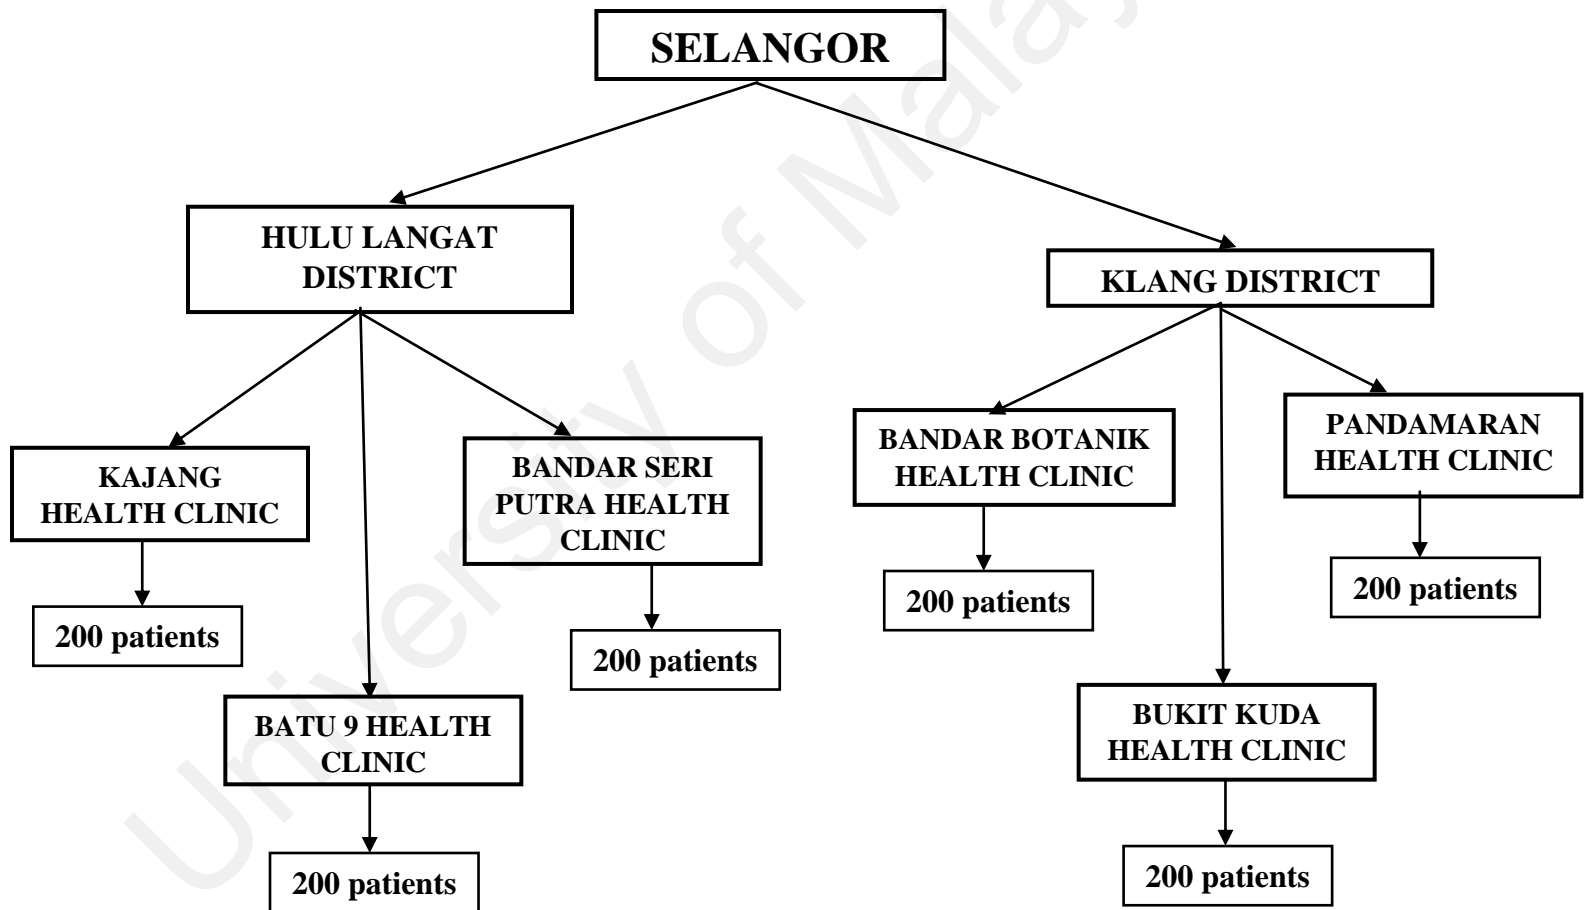 SELANGOR
HULU LANGAT
DISTRICT
KLANG DISTRICT
KAJANG
HEALTH CLINIC
BANDAR SERI
PUTRA HEALTH
CLINIC
BANDAR BOTANIK
HEALTH CLINIC
PANDAMARAN
HEALTH CLINIC
200 patients
200 patients
200 patients
200 patients
BATU 9 HEALTH
CLINIC
BUKIT KUDA
HEALTH CLINIC
200 patients
200 patients
University of Malay